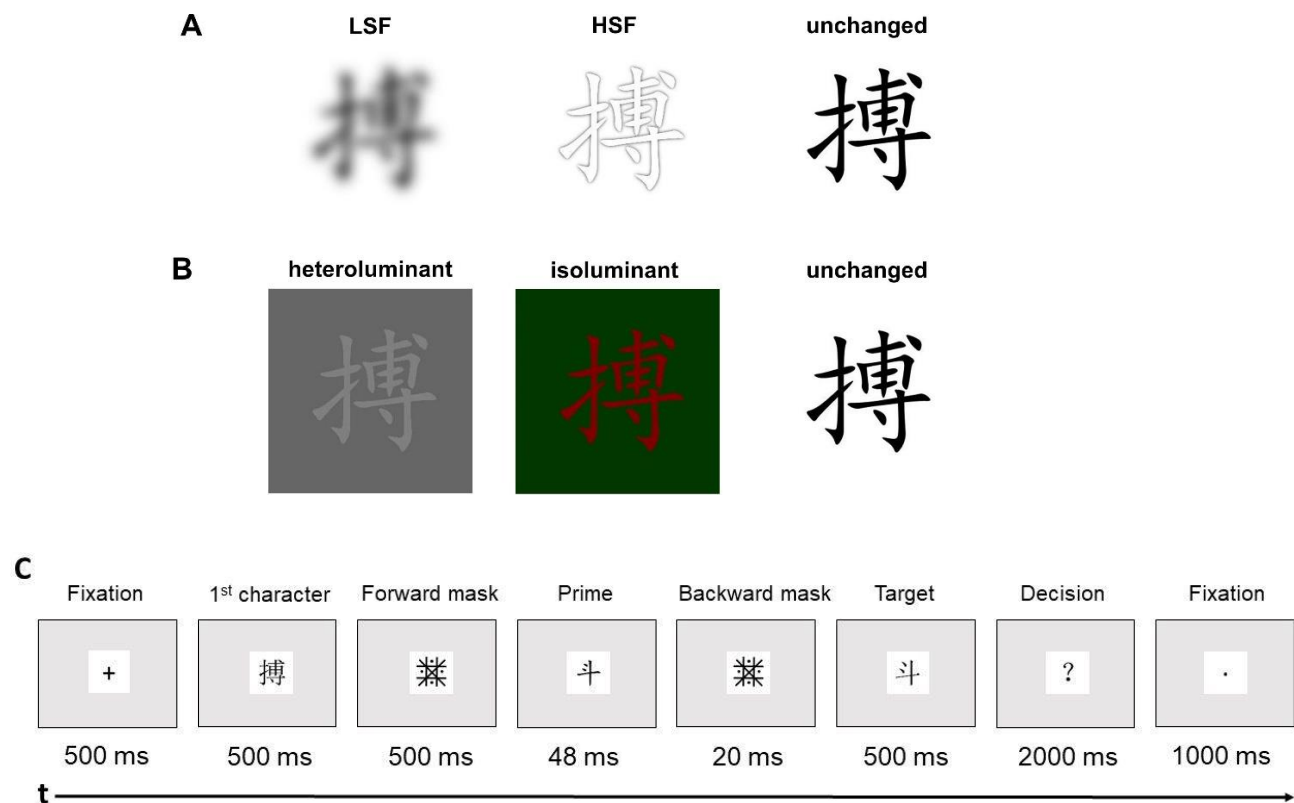 A
LSF HSF unchanged
搏 搏 搏
B
heteroluminant isoluminant unchanged
搏 搏 搏
C
Fixation 1st character Forward mask Prime Backward mask Target Decision Fixation
+ 搏 斗 斗 ? ·
500 ms 500 ms 500 ms 48 ms 20 ms 500 ms 2000 ms 1000 ms
t